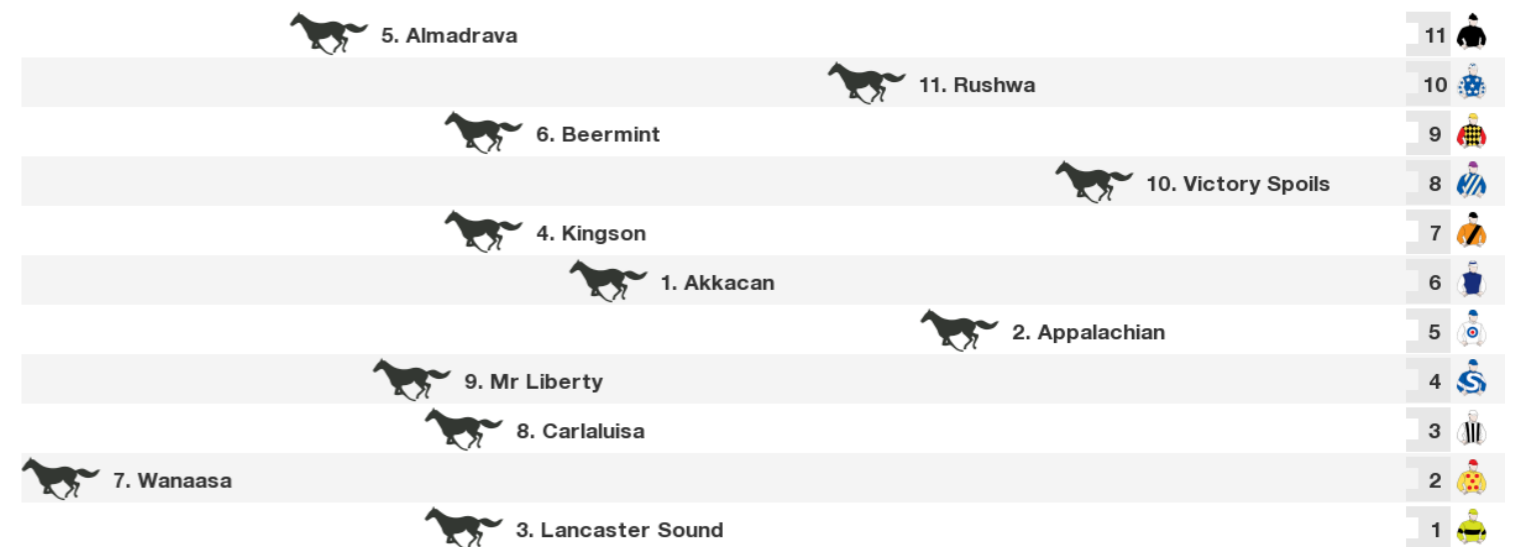 5. Almadrava 11
11. Rushwa 10
6. Beermint 9
10. Victory Spoils 8
4. Kingson 7
1. Akkacan 6
2. Appalachian 5
9. Mr Liberty 4
8. Carlaluisa 3
7. Wanaasa 2
3. Lancaster Sound 1